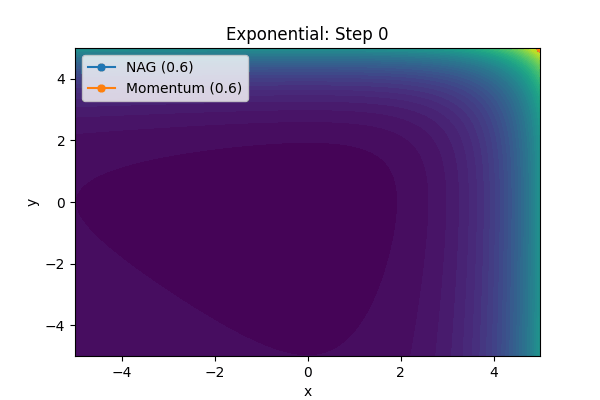 Exponential: Step 0
NAG (0.6)
Momentum (0.6)
y
4
2
0
−2
−4
−4 −2 0 2 4
x